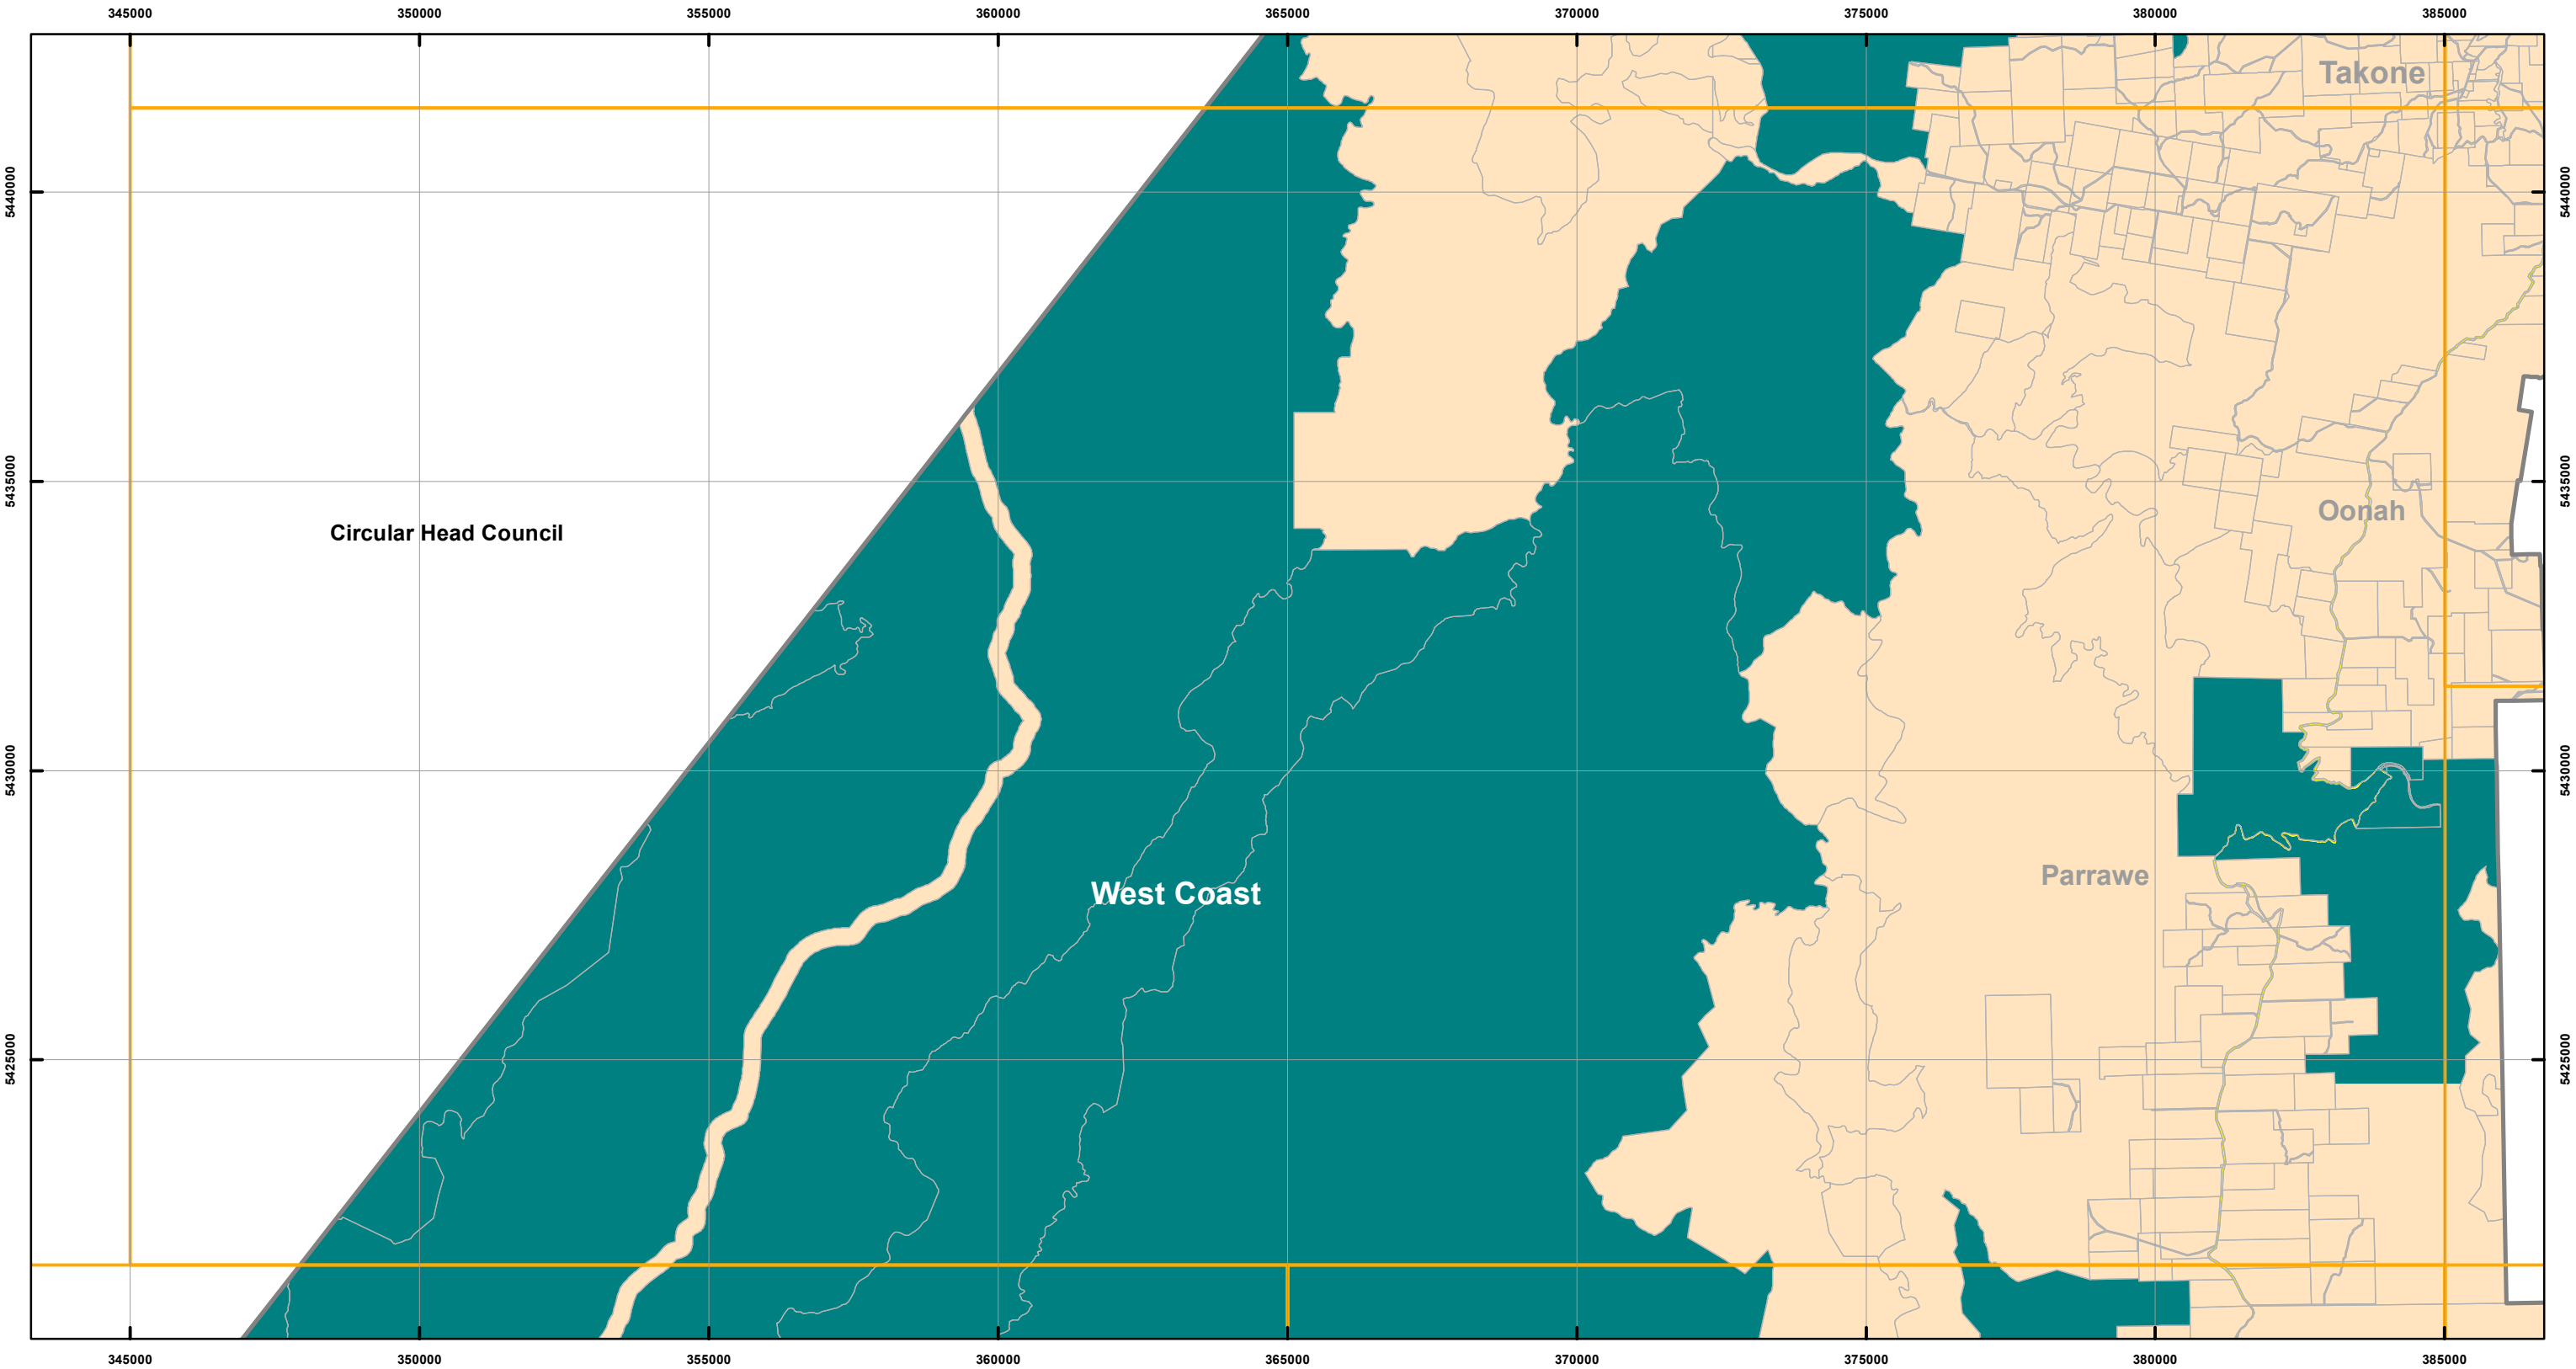 345000 350000 355000 360000 365000 370000 375000 380000 385000
Takone
5440000 5440000
5435000 5435000
Oonah
Circular Head Council
5430000 5430000
Parrawe
West Coast
5425000 5425000
345000 350000 355000 360000 365000 370000 375000 380000 385000